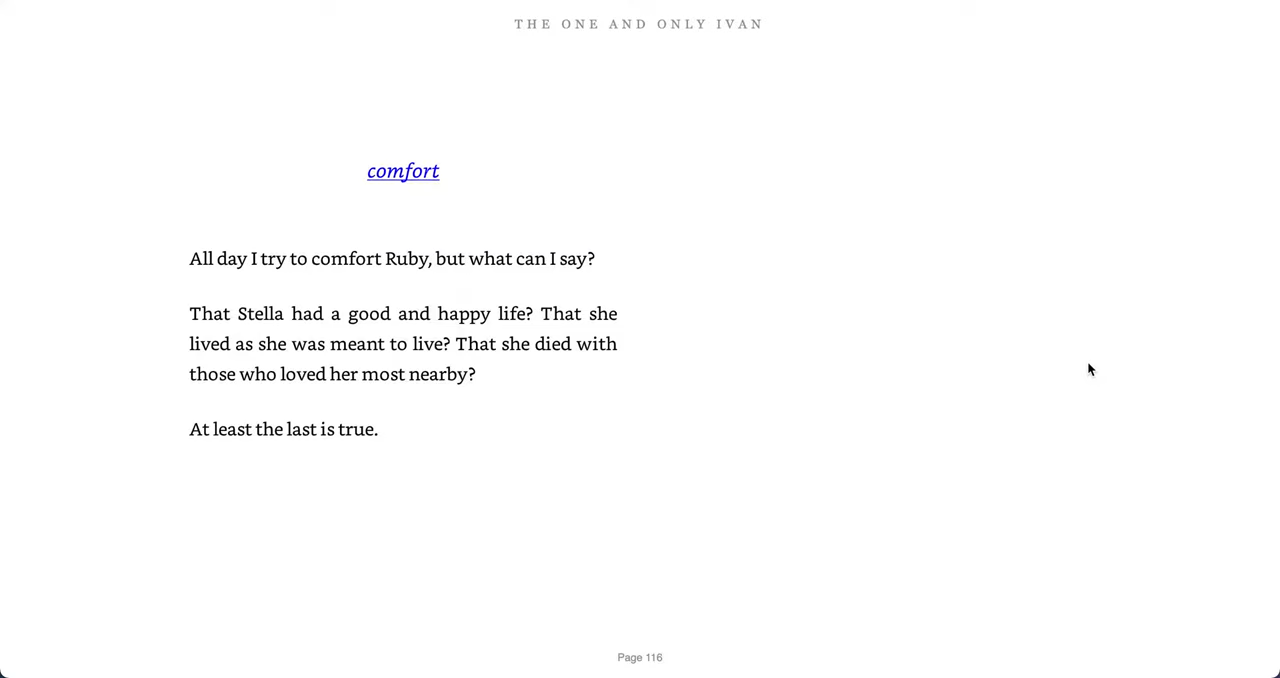 THE ONE AND ONLY IVAN
comfort
All day I try to comfort Ruby, but what can I say?
That Stella had a good and happy life? That she
lived as she was meant to live? That she died with
those who loved her most nearby?
At least the last is true.
Page 116